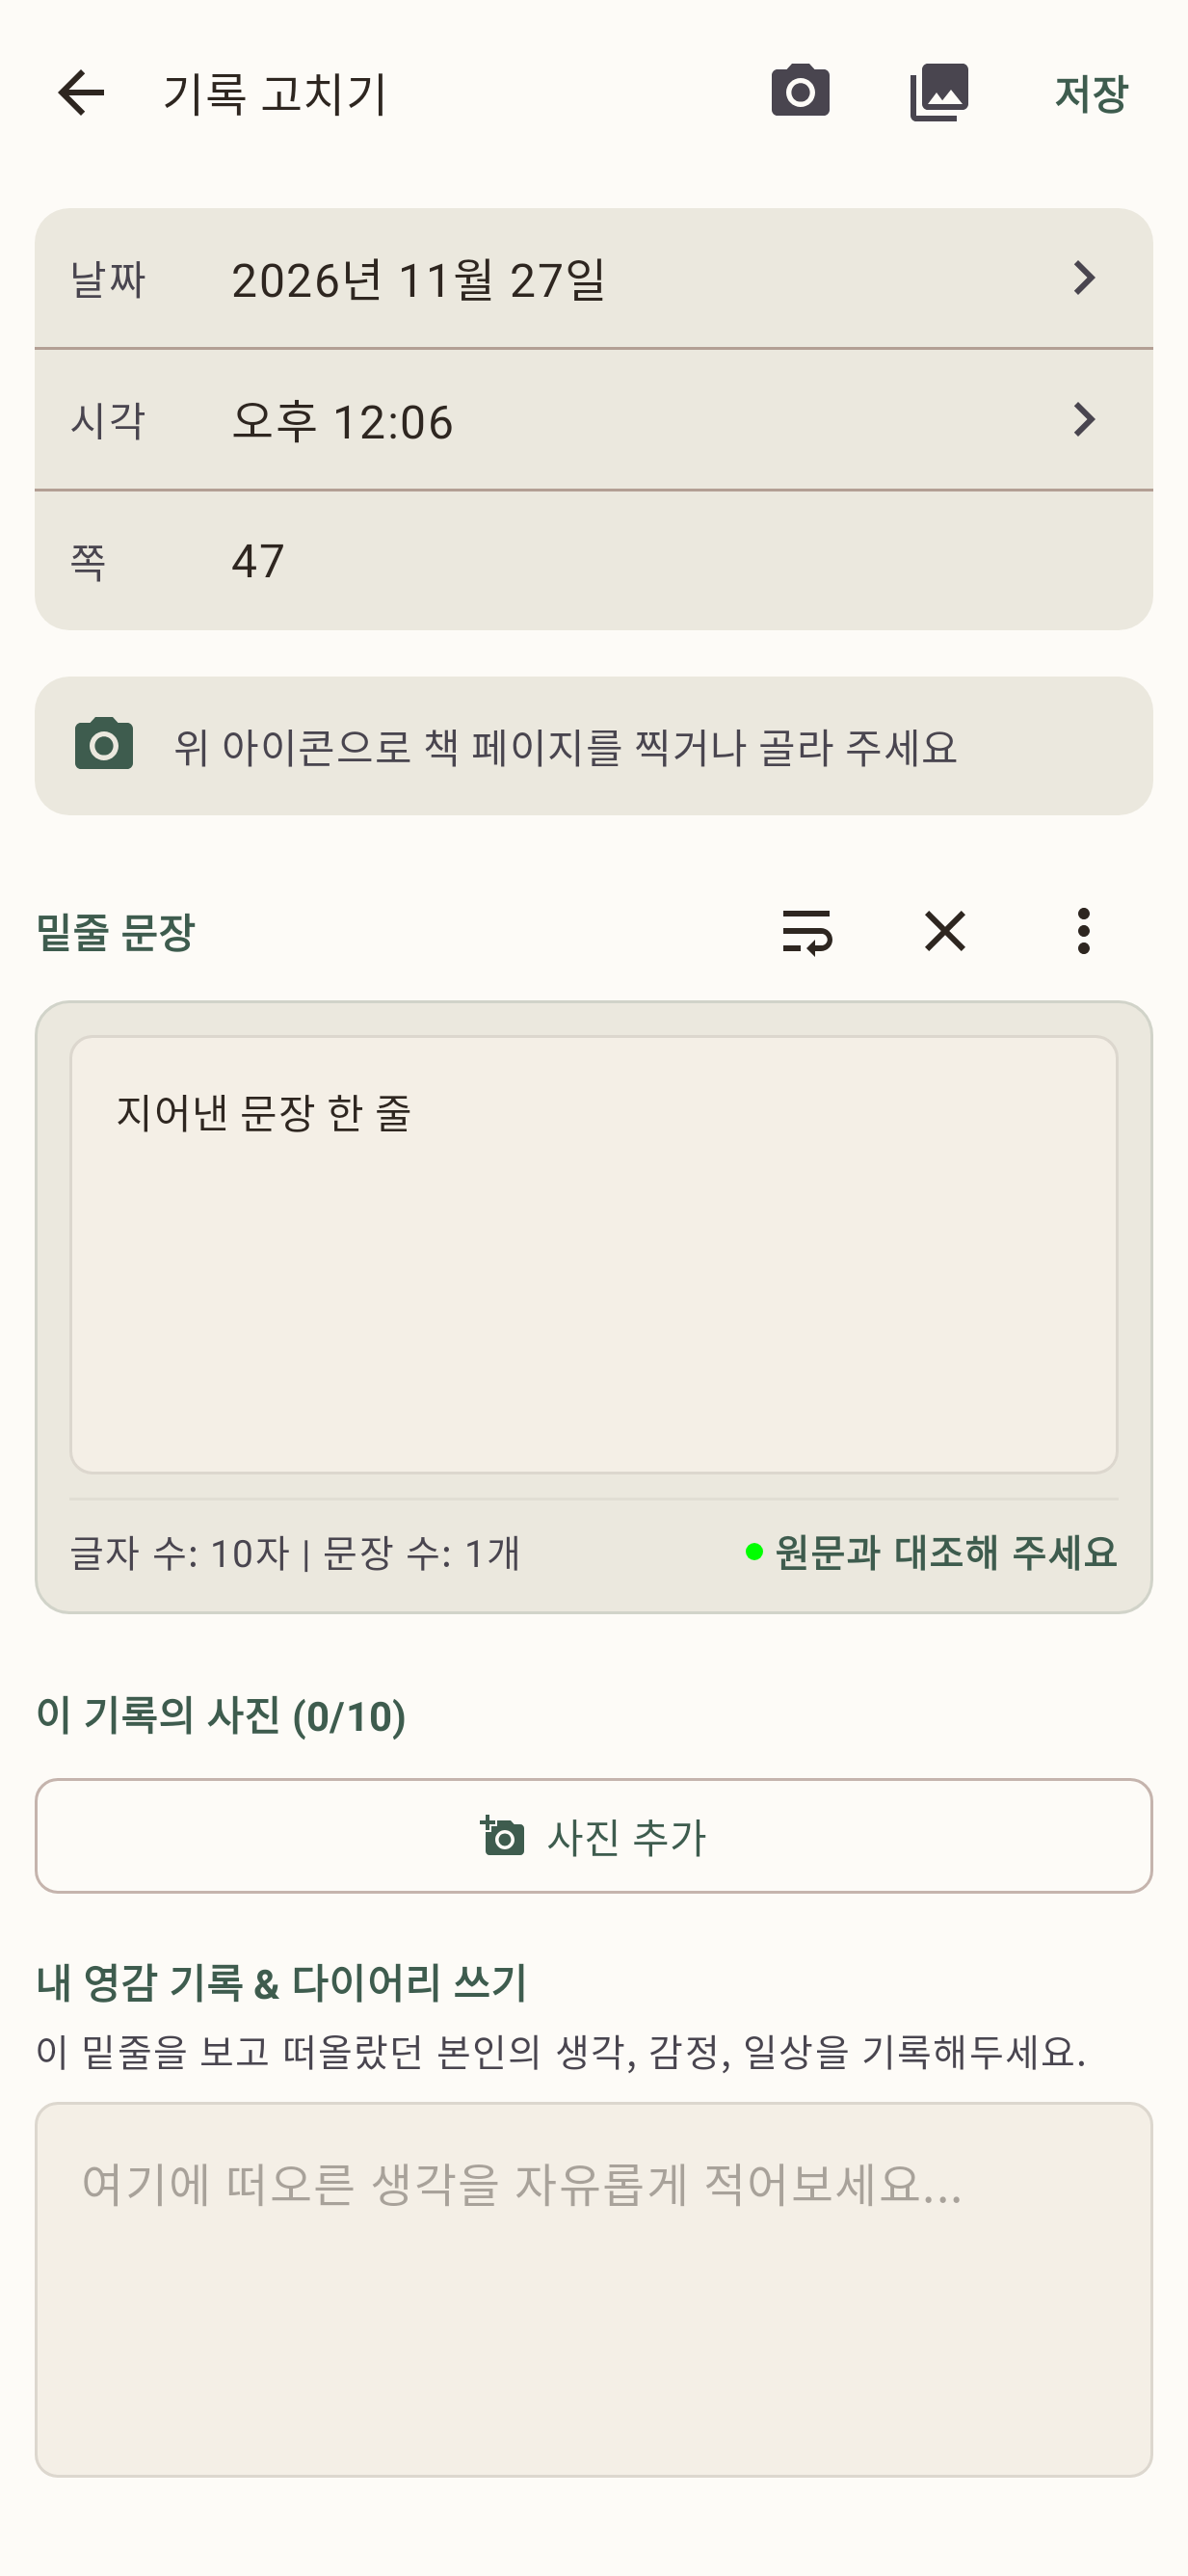 기록 고치기
저장
날짜 2026년 11월 27일
시각 오후 12:06
쪽 47
위 아이콘으로 책 페이지를 찍거나 골라 주세요
밑줄 문장
지어낸 문장 한 줄
글자 수: 10자 | 문장 수: 1개
원문과 대조해 주세요
이 기록의 사진 (0/10)
사진 추가
내 영감 기록 & 다이어리 쓰기
이 밑줄을 보고 떠올랐던 본인의 생각, 감정, 일상을 기록해두세요.
여기에 떠오른 생각을 자유롭게 적어보세요...